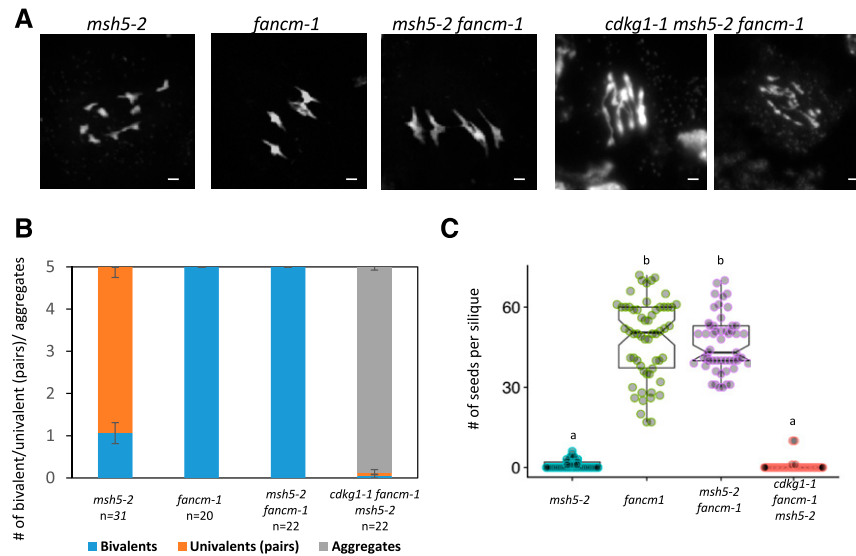 A
msh5-2
fancm-1
msh5-2 fancm-1
cdkg1-1 msh5-2 fancm-1
B
# of bivalent/univalent (pairs)/ aggregates
5
4
3
2
1
0
msh5-2
n=31
fancm-1
n=20
msh5-2
fancm-1
n=22
cdkg1-1 fancm-1
msh5-2
n=22
Bivalents
Univalents (pairs)
Aggregates
C
# of seeds per silique
60
30
0
a
b
b
a
msh5-2
fancm1
msh5-2
fancm-1
cdkg1-1
fancm-1
msh5-2